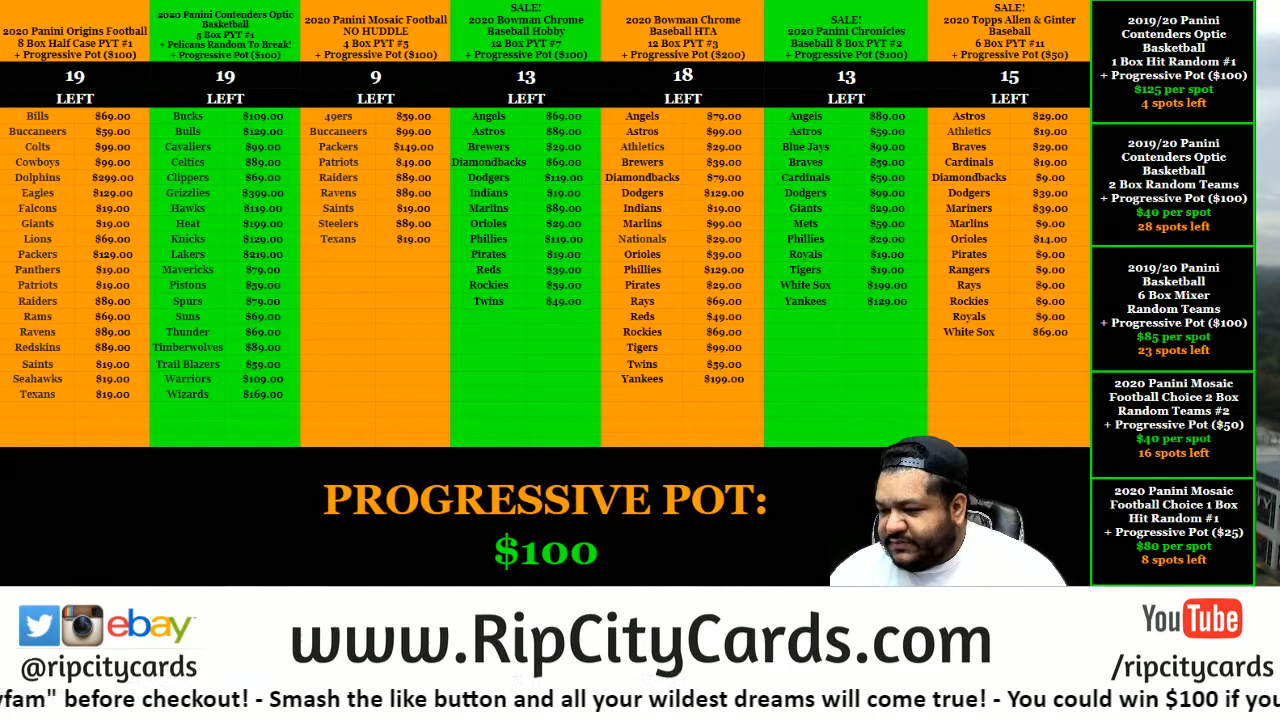 2020 Panini Origins Football
8 Box Half Case PYT #1
+ Progressive Pot ($100)
19
LEFT
Bills $69.00
Buccaneers $59.00
Colts $99.00
Cowboys $99.00
Dolphins $299.00
Eagles $129.00
Falcons $19.00
Giants $19.00
Lions $69.00
Packers $129.00
Panthers $19.00
Patriots $19.00
Raiders $89.00
Rams $69.00
Ravens $89.00
Redskins $89.00
Saints $19.00
Seahawks $19.00
Texans $19.00
2020 Panini Contenders Optic
Basketball
5 Box PYT #1
+ Pelicans Random To Break!
+ Progressive Pot ($100)
19
LEFT
Bucks $109.00
Bulls $129.00
Cavaliers $99.00
Celtics $89.00
Clippers $69.00
Grizzlies $399.00
Hawks $119.00
Heat $199.00
Knicks $129.00
Lakers $219.00
Mavericks $79.00
Pistons $59.00
Spurs $79.00
Suns $69.00
Thunder $69.00
Timberwolves $89.00
Trail Blazers $59.00
Warriors $109.00
Wizards $169.00
2020 Panini Mosaic Football
NO HUDDLE
4 Box PYT #5
+ Progressive Pot ($100)
9
LEFT
49ers $59.00
Buccaneers $99.00
Packers $149.00
Patriots $49.00
Raiders $89.00
Ravens $89.00
Saints $19.00
Steelers $89.00
Texans $19.00
SALE!
2020 Bowman Chrome
Baseball Hobby
12 Box PYT #7
+ Progressive Pot ($100)
13
LEFT
Angels $69.00
Astros $89.00
Brewers $29.00
Diamondbacks $69.00
Dodgers $119.00
Indians $19.00
Marlins $89.00
Orioles $29.00
Phillies $119.00
Pirates $19.00
Reds $39.00
Rockies $59.00
Twins $49.00
2020 Bowman Chrome
Baseball HTA
12 Box PYT #3
+ Progressive Pot ($200)
18
LEFT
Angels $79.00
Astros $99.00
Athletics $29.00
Brewers $39.00
Diamondbacks $79.00
Dodgers $129.00
Indians $19.00
Marlins $99.00
Nationals $29.00
Orioles $39.00
Phillies $129.00
Pirates $29.00
Rays $69.00
Reds $49.00
Rockies $69.00
Tigers $99.00
Twins $59.00
Yankees $199.00
SALE!
2020 Panini Chronicles
Baseball 8 Box PYT #2
+ Progressive Pot ($100)
13
LEFT
Angels $89.00
Astros $59.00
Blue Jays $99.00
Braves $59.00
Cardinals $59.00
Dodgers $99.00
Giants $29.00
Mets $59.00
Phillies $29.00
Royals $19.00
Tigers $19.00
White Sox $199.00
Yankees $129.00
SALE!
2020 Topps Allen & Ginter
Baseball
6 Box PYT #11
+ Progressive Pot ($50)
15
LEFT
Astros $29.00
Athletics $19.00
Braves $29.00
Cardinals $19.00
Diamondbacks $9.00
Dodgers $39.00
Mariners $39.00
Marlins $9.00
Orioles $14.00
Pirates $9.00
Rangers $9.00
Rays $9.00
Rockies $9.00
Royals $9.00
White Sox $69.00
2019/20 Panini
Contenders Optic
Basketball
1 Box Hit Random #1
+ Progressive Pot ($100)
$125 per spot
4 spots left
2019/20 Panini
Contenders Optic
Basketball
2 Box Random Teams
+ Progressive Pot ($100)
$40 per spot
28 spots left
2019/20 Panini
Basketball
6 Box Mixer
Random Teams
+ Progressive Pot ($100)
$85 per spot
23 spots left
2020 Panini Mosaic
Football Choice 2 Box
Random Teams #2
+ Progressive Pot ($50)
$40 per spot
16 spots left
2020 Panini Mosaic
Football Choice 1 Box
Hit Random #1
+ Progressive Pot ($25)
$80 per spot
8 spots left
PROGRESSIVE POT:
$100
ebay
@ripcitycards
www.RipCityCards.com
YouTube
/ripcitycards
yfam" before checkout! - Smash the like button and all your wildest dreams will come true! - You could win $100 if you